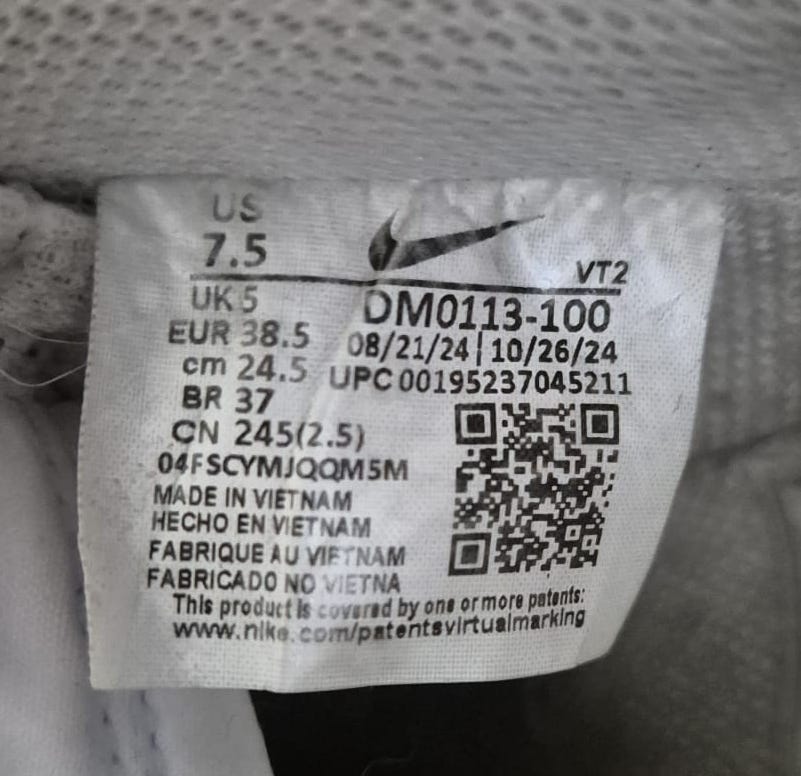 US
7.5
VT2
UK 5
DM0113-100
EUR 38.5
08/21/24 | 10/26/24
cm 24.5
UPC 00195237045211
BR 37
CN 245(2.5)
04FSCYMJQQM5M
MADE IN VIETNAM
HECHO EN VIETNAM
FABRIQUE AU VIETNAM
FABRICADO NO VIETNA
This product is covered by one or more patents:
www.nike.com/patentsvirtualmarking